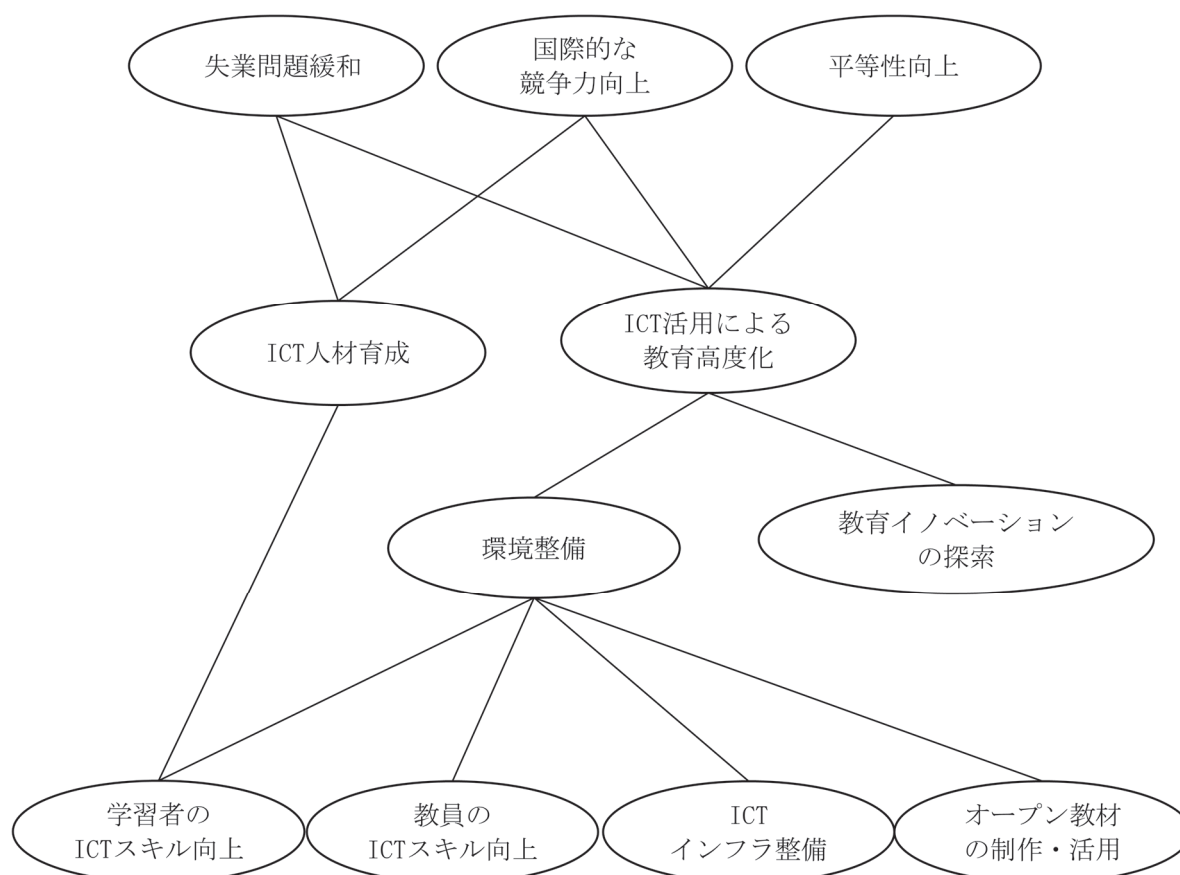 失業問題緩和
国際的な
競争力向上
平等性向上
ICT活用による
教育高度化
ICT人材育成
教育イノベーション
の探索
環境整備
学習者の
ICTスキル向上
教員の
ICTスキル向上
ICT
インフラ整備
オープン教材
の制作・活用